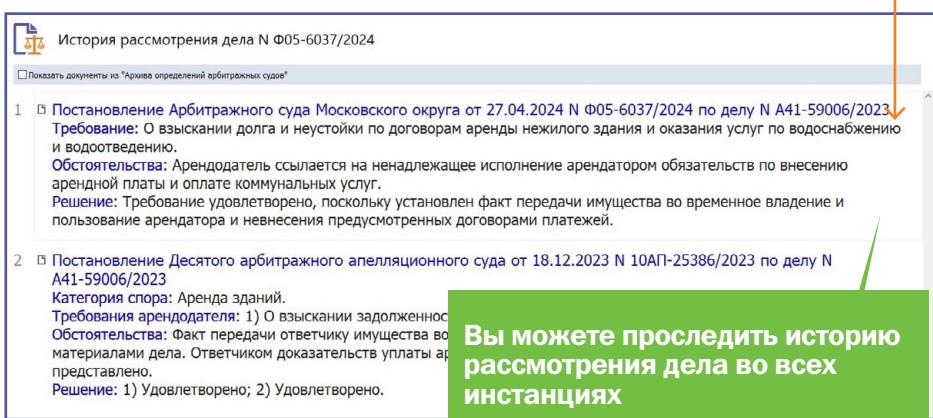 История рассмотрения дела N Ф05-6037/2024
Показать документы из "Архива определений арбитражных судов"
1 Постановление Арбитражного суда Московского округа от 27.04.2024 N Ф05-6037/2024 по делу N А41-59006/2023
Требование: О взыскании долга и неустойки по договорам аренды нежилого здания и оказания услуг по водоснабжению
и водоотведению.
Обстоятельства: Арендодатель ссылается на ненадлежащее исполнение арендатором обязательств по внесению
арендной платы и оплате коммунальных услуг.
Решение: Требование удовлетворено, поскольку установлен факт передачи имущества во временное владение и
пользование арендатора и невнесения предусмотренных договорами платежей.
2 Постановление Десятого арбитражного апелляционного суда от 18.12.2023 N 10АП-25386/2023 по делу N
А41-59006/2023
Категория спора: Аренда зданий.
Требования арендодателя: 1) О взыскании
Обстоятельства: Факт передачи ответчику имущества
материалами дела. Ответчиком доказательств уплаты
представлено.
Решение: 1) Удовлетворено; 2) Удовлетворено.
Вы можете проследить историю
рассмотрения дела во всех
инстанциях